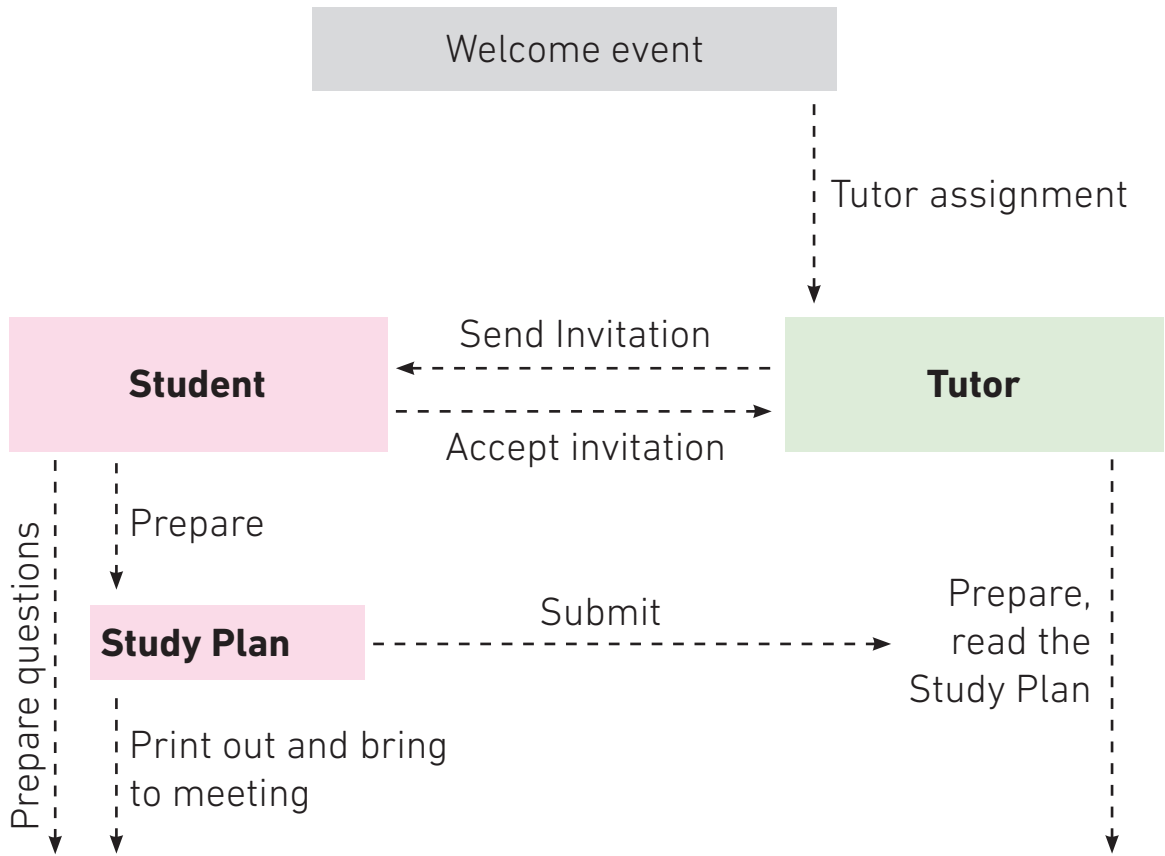 Welcome event
Tutor assignment
Send Invitation
Student
Tutor
Accept invitation
Prepare
Prepare questions
Study Plan
Submit
Prepare,
read the
Study Plan
Print out and bring
to meeting